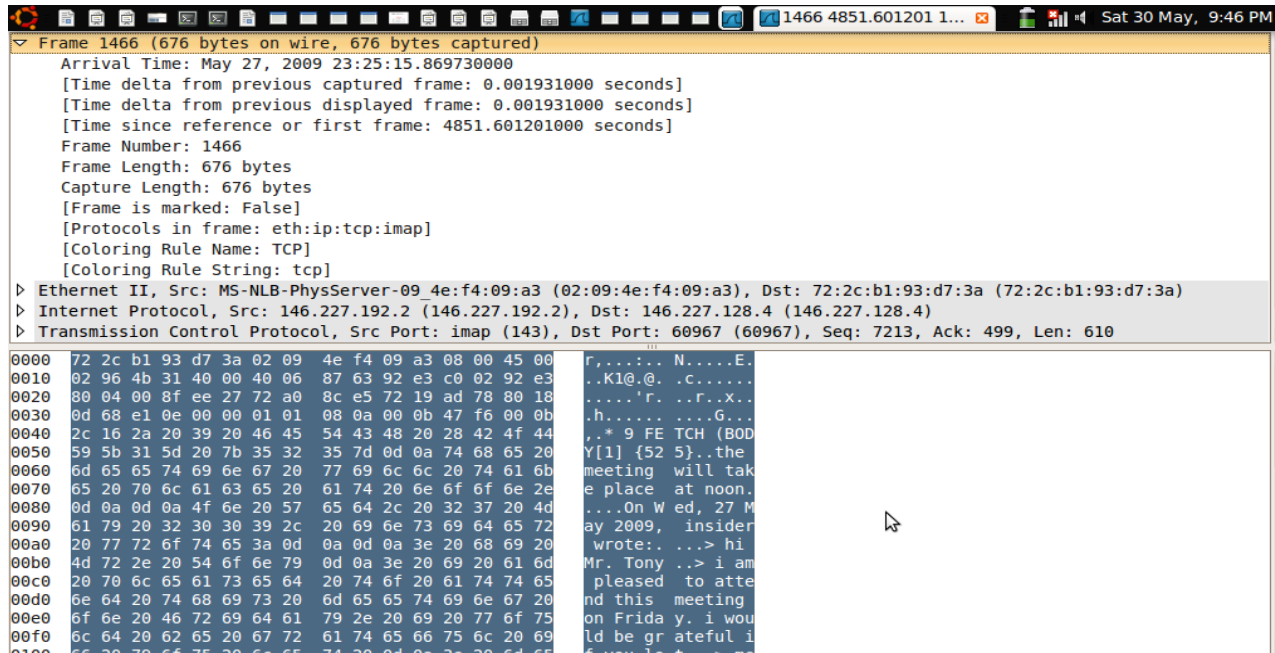 1466 4851.601201 1... Sat 30 May, 9:46 PM
Frame 1466 (676 bytes on wire, 676 bytes captured)
Arrival Time: May 27, 2009 23:25:15.869730000
[Time delta from previous captured frame: 0.001931000 seconds]
[Time delta from previous displayed frame: 0.001931000 seconds]
[Time since reference or first frame: 4851.601201000 seconds]
Frame Number: 1466
Frame Length: 676 bytes
Capture Length: 676 bytes
[Frame is marked: False]
[Protocols in frame: eth:ip:tcp:imap]
[Coloring Rule Name: TCP]
[Coloring Rule String: tcp]
Ethernet II, Src: MS-NLB-PhysServer-09_4e:f4:09:a3 (02:09:4e:f4:09:a3), Dst: 72:2c:b1:93:d7:3a (72:2c:b1:93:d7:3a)
Internet Protocol, Src: 146.227.192.2 (146.227.192.2), Dst: 146.227.128.4 (146.227.128.4)
Transmission Control Protocol, Src Port: imap (143), Dst Port: 60967 (60967), Seq: 7213, Ack: 499, Len: 610
0000 72 2c b1 93 d7 3a 02 09 4e f4 09 a3 08 00 45 00 r,...:.. N.....E.
0010 02 96 4b 31 40 00 40 06 87 63 92 e3 c0 02 92 e3 ..K1@.@. .c......
0020 80 04 00 8f ee 27 72 a0 8c e5 72 19 ad 78 80 18 .....'r. ..r..x..
0030 0d 68 e1 0e 00 00 01 01 08 0a 00 0b 47 f6 00 0b .h...... ....G...
0040 2c 16 2a 20 39 20 46 45 54 43 48 20 28 42 4f 44 ,.* 9 FE TCH (BOD
0050 59 5b 31 5d 20 7b 35 32 35 7d 0d 0a 74 68 65 20 Y[1] {52 5}..the
0060 6d 65 65 74 69 6e 67 20 77 69 6c 6c 20 74 61 6b meeting will tak
0070 65 20 70 6c 61 63 65 20 61 74 20 6e 6f 6f 6e 2e e place at noon.
0080 0d 0a 0d 0a 4f 6e 20 57 65 64 2c 20 32 37 20 4d ....On W ed, 27 M
0090 61 79 20 32 30 30 39 2c 20 69 6e 73 69 64 65 72 ay 2009, insider
00a0 20 77 72 6f 74 65 3a 0d 0a 0d 0a 3e 20 68 69 20 wrote:. ...> hi
00b0 4d 72 2e 20 54 6f 6e 79 0d 0a 3e 20 69 20 61 6d Mr. Tony ..> i am
00c0 20 70 6c 65 61 73 65 64 20 74 6f 20 61 74 74 65 pleased to atte
00d0 6e 64 20 74 68 69 73 20 6d 65 65 74 69 6e 67 20 nd this meeting
00e0 6f 6e 20 46 72 69 64 61 79 2e 20 69 20 77 6f 75 on Frida y. i wou
00f0 6c 64 20 62 65 20 67 72 61 74 65 66 75 6c 20 69 ld be gr ateful i